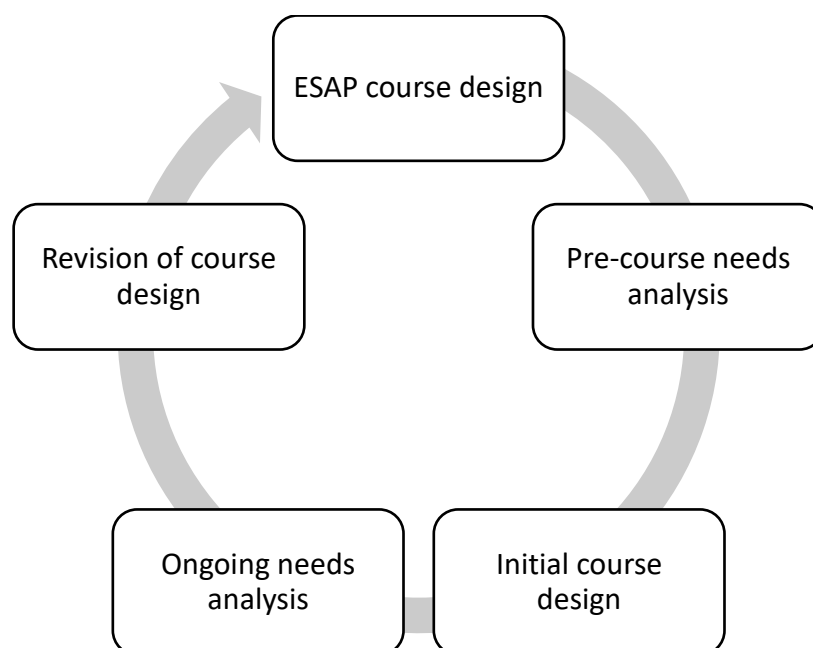 ESAP course design
Pre-course needs
analysis
Initial course
design
Ongoing needs
analysis
Revision of course
design